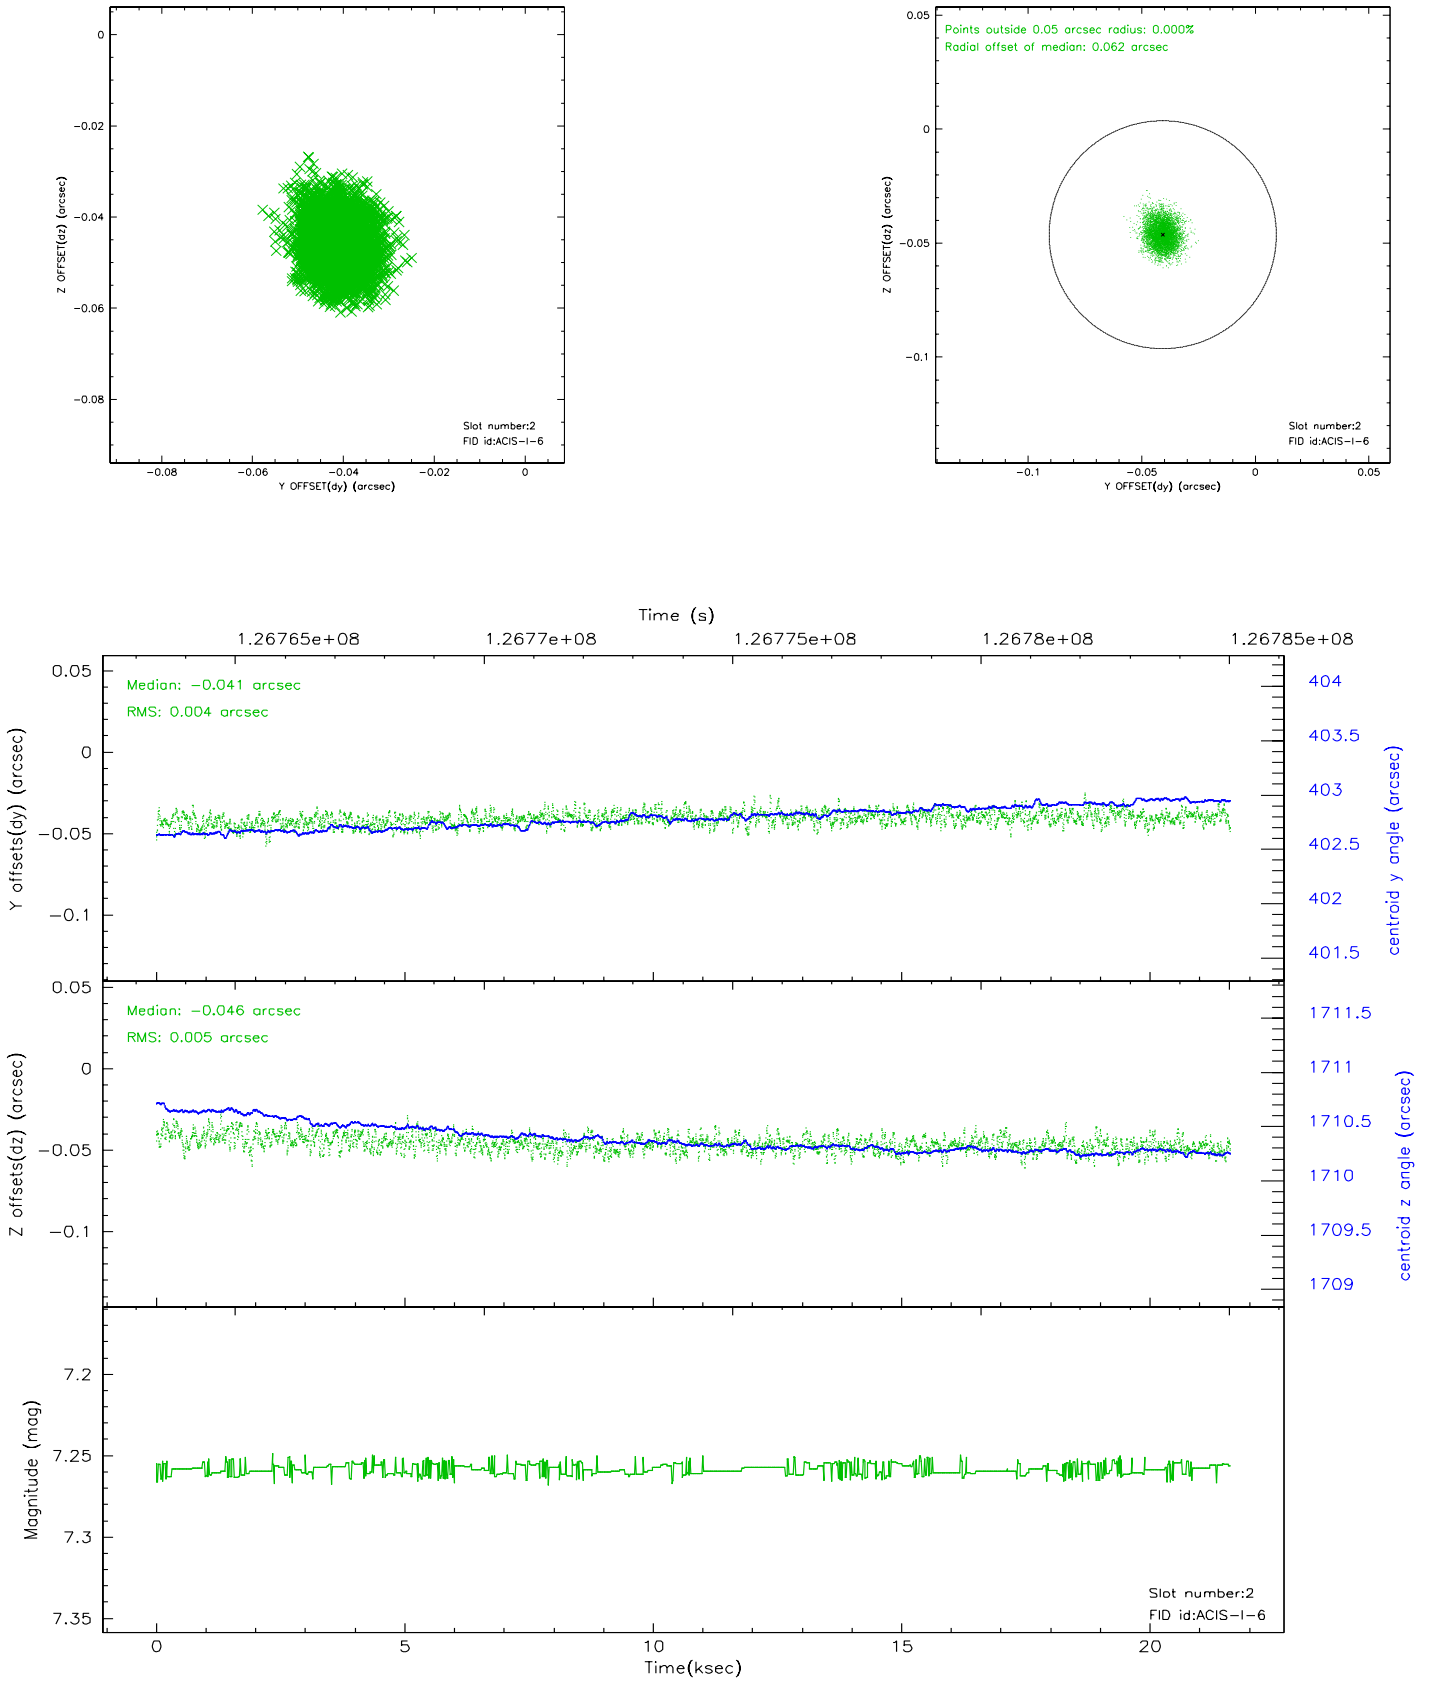 0
−0.02
−0.04
−0.06
−0.08
Z OFFSET(dz) (arcsec)
Slot number:2
FID id:ACIS−I−6
−0.08 −0.06 −0.04 −0.02 0
Y OFFSET(dy) (arcsec)
Points outside 0.05 arcsec radius: 0.000%
Radial offset of median: 0.062 arcsec
0.05
0
−0.05
−0.1
Z OFFSET(dz) (arcsec)
Slot number:2
FID id:ACIS−I−6
−0.1 −0.05 0 0.05
Y OFFSET(dy) (arcsec)
Time (s)
1.26765e+08 1.2677e+08 1.26775e+08 1.2678e+08 1.26785e+08
Median: −0.041 arcsec
RMS: 0.004 arcsec
0.05
0
−0.05
−0.1
Y offsets(dy) (arcsec)
404
403.5
403
402.5
402
401.5
centroid y angle (arcsec)
Median: −0.046 arcsec
RMS: 0.005 arcsec
0.05
0
−0.05
−0.1
Z offsets(dz) (arcsec)
1711.5
1711
1710.5
1710
1709.5
1709
centroid z angle (arcsec)
7.2
7.25
7.3
7.35
Magnitude (mag)
Slot number:2
FID id:ACIS−I−6
0 5 10 15 20
Time(ksec)